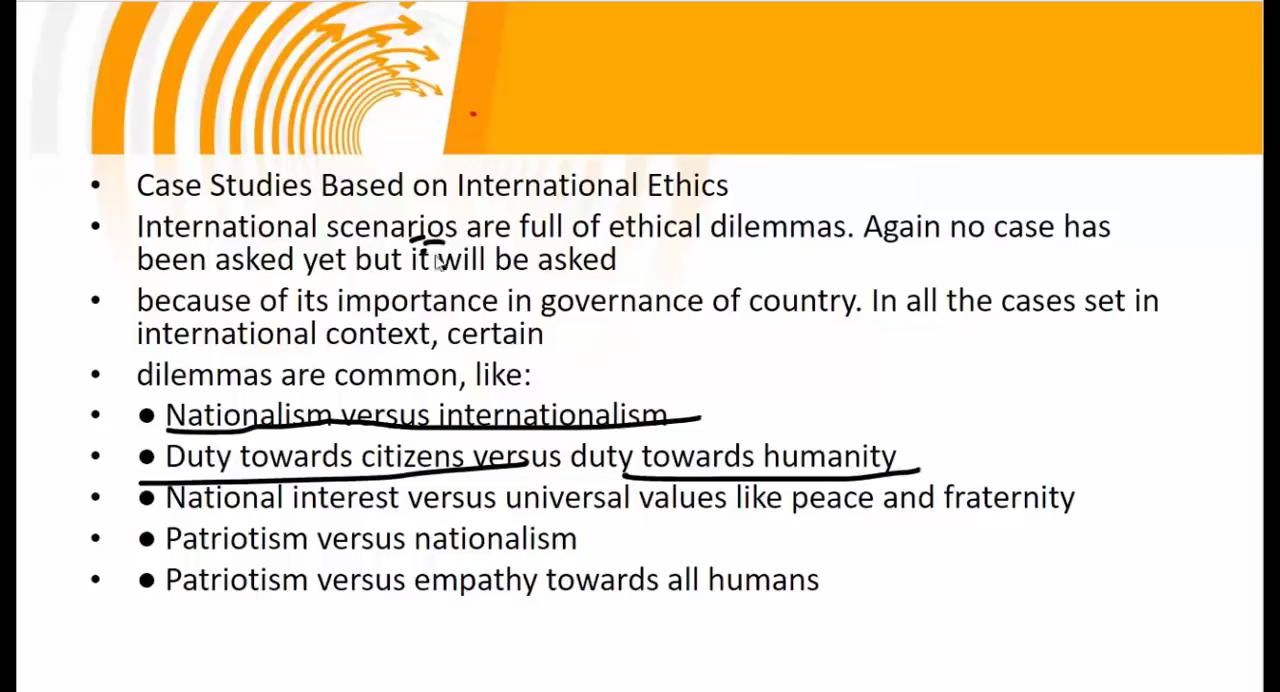 • Case Studies Based on International Ethics
• International scenarios are full of ethical dilemmas. Again no case has
been asked yet but it will be asked
• because of its importance in governance of country. In all the cases set in
international context, certain
• dilemmas are common, like:
• ● Nationalism versus internationalism
• ● Duty towards citizens versus duty towards humanity
• ● National interest versus universal values like peace and fraternity
• ● Patriotism versus nationalism
• ● Patriotism versus empathy towards all humans